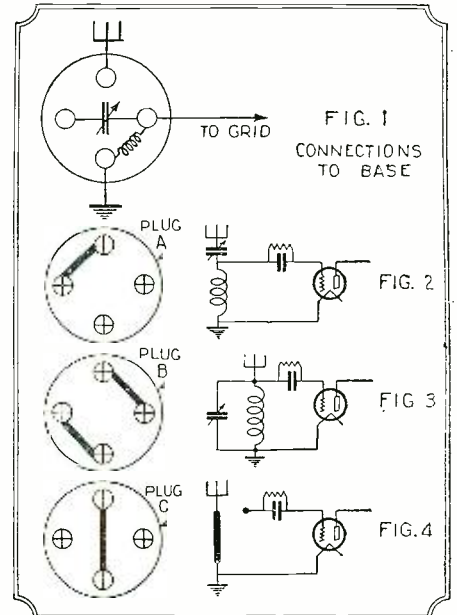 TO GRID
FIG. 1
CONNECTIONS
TO BASE
PLUG
A
FIG. 2
PLUG
B
FIG 3
PLUG
C
FIG. 4